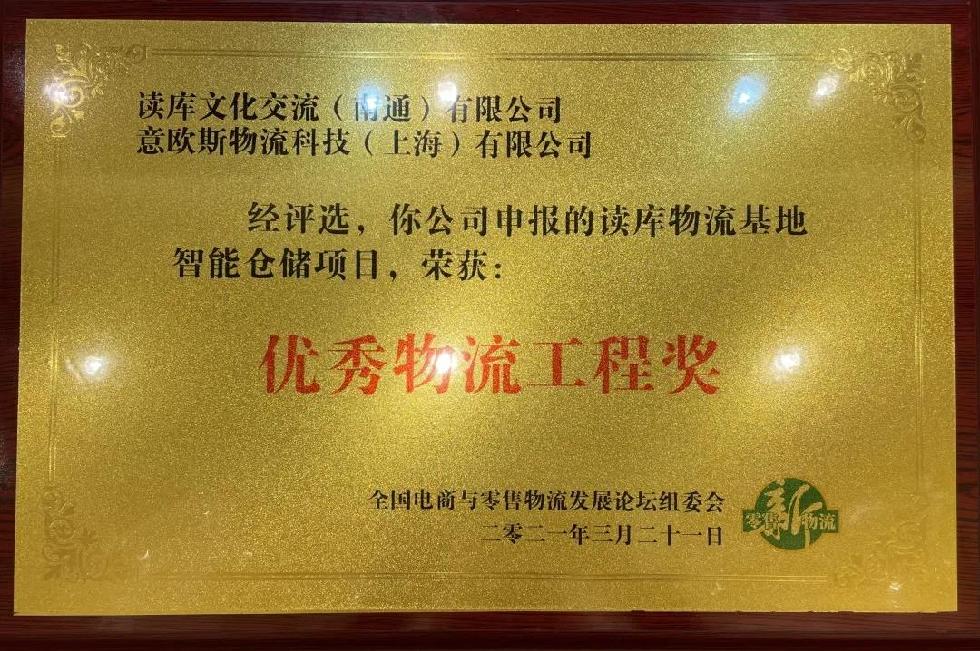 读库文化交流（南通）有限公司
意欧斯物流科技（上海）有限公司
经评选，你公司申报的读库物流基地
智能仓储项目，荣获：
优秀物流工程奖
全国电商与零售物流发展论坛组委会
二零二一年三月二十一日
零售新物流